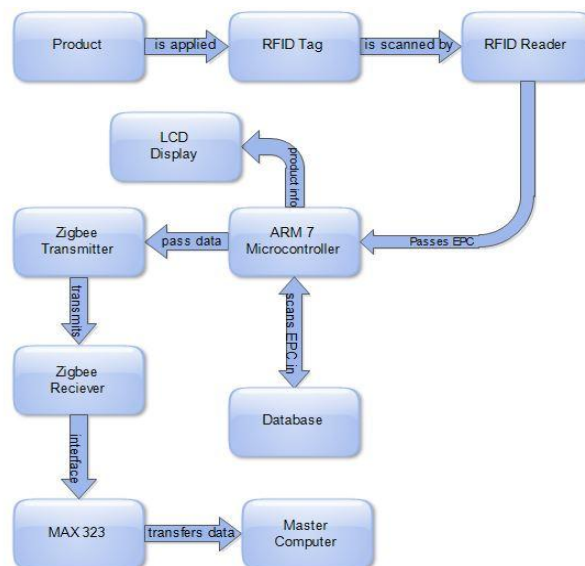 Product
is applied
RFID Tag
is scanned by
RFID Reader
LCD
Display
product info
Zigbee
Transmitter
pass data
ARM 7
Microcontroller
Passes EPC
transmits
scans EPC in
Zigbee
Reciever
Database
interface
MAX 323
transfers data
Master
Computer